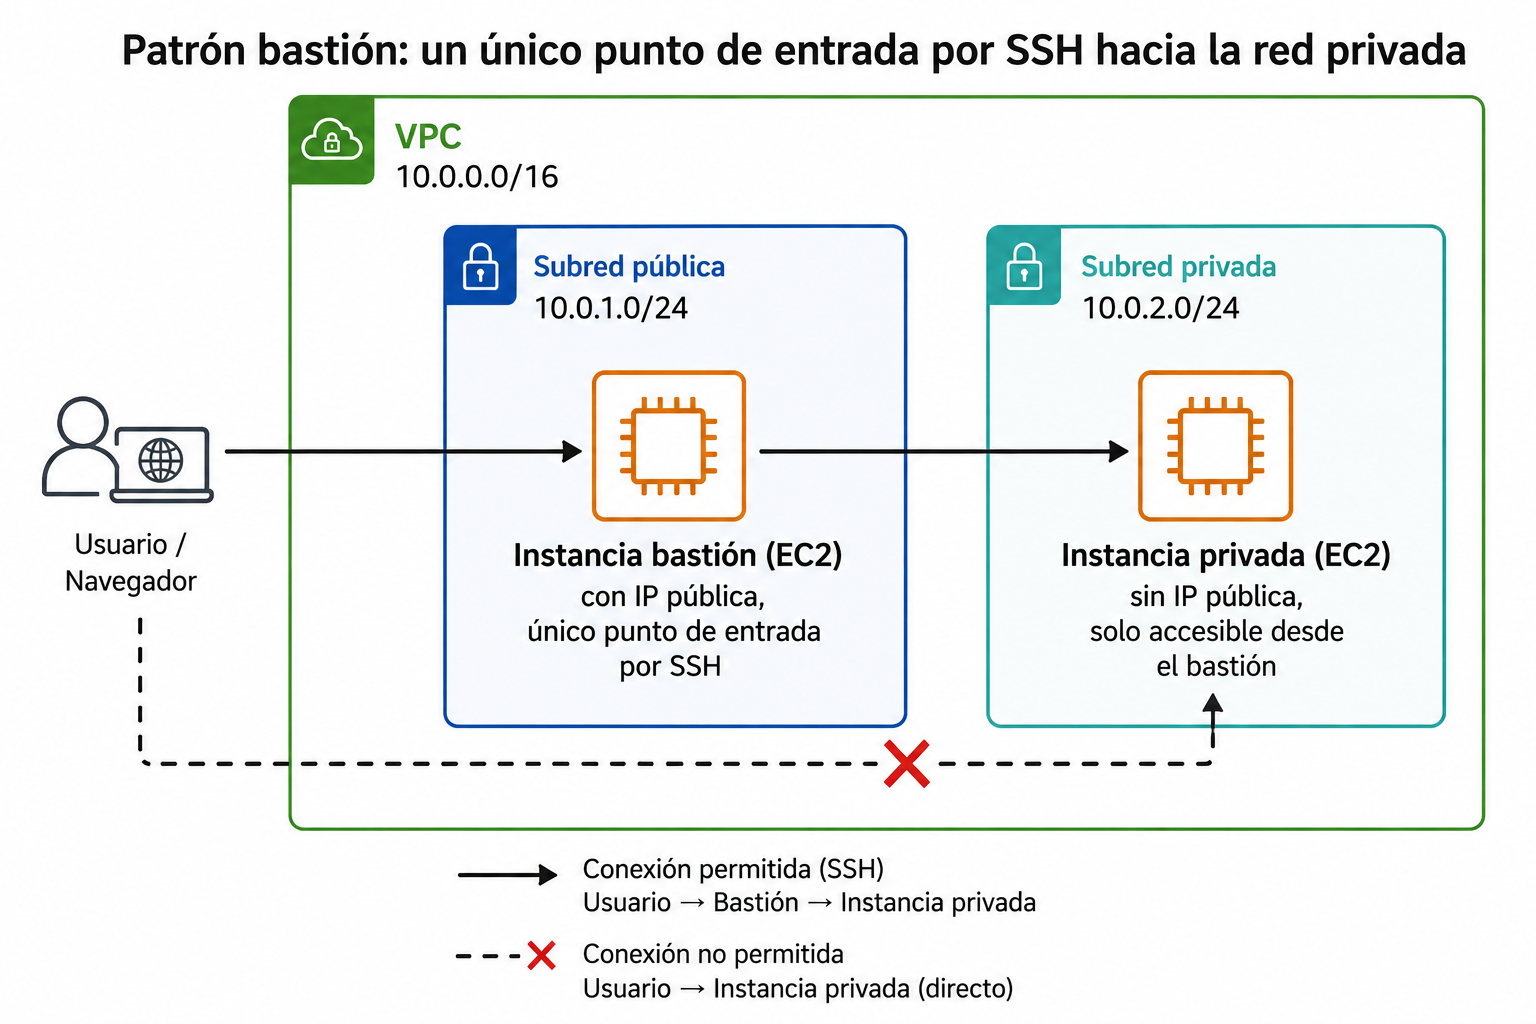 Patrón bastión: un único punto de entrada por SSH hacia la red privada
VPC
10.0.0.0/16
Subred pública
10.0.1.0/24
Subred privada
10.0.2.0/24
Usuario /
Navegador
Instancia bastión (EC2)
con IP pública,
único punto de entrada
por SSH
Instancia privada (EC2)
sin IP pública,
solo accesible desde
el bastión
Conexión permitida (SSH)
Usuario → Bastión → Instancia privada
Conexión no permitida
Usuario → Instancia privada (directo)